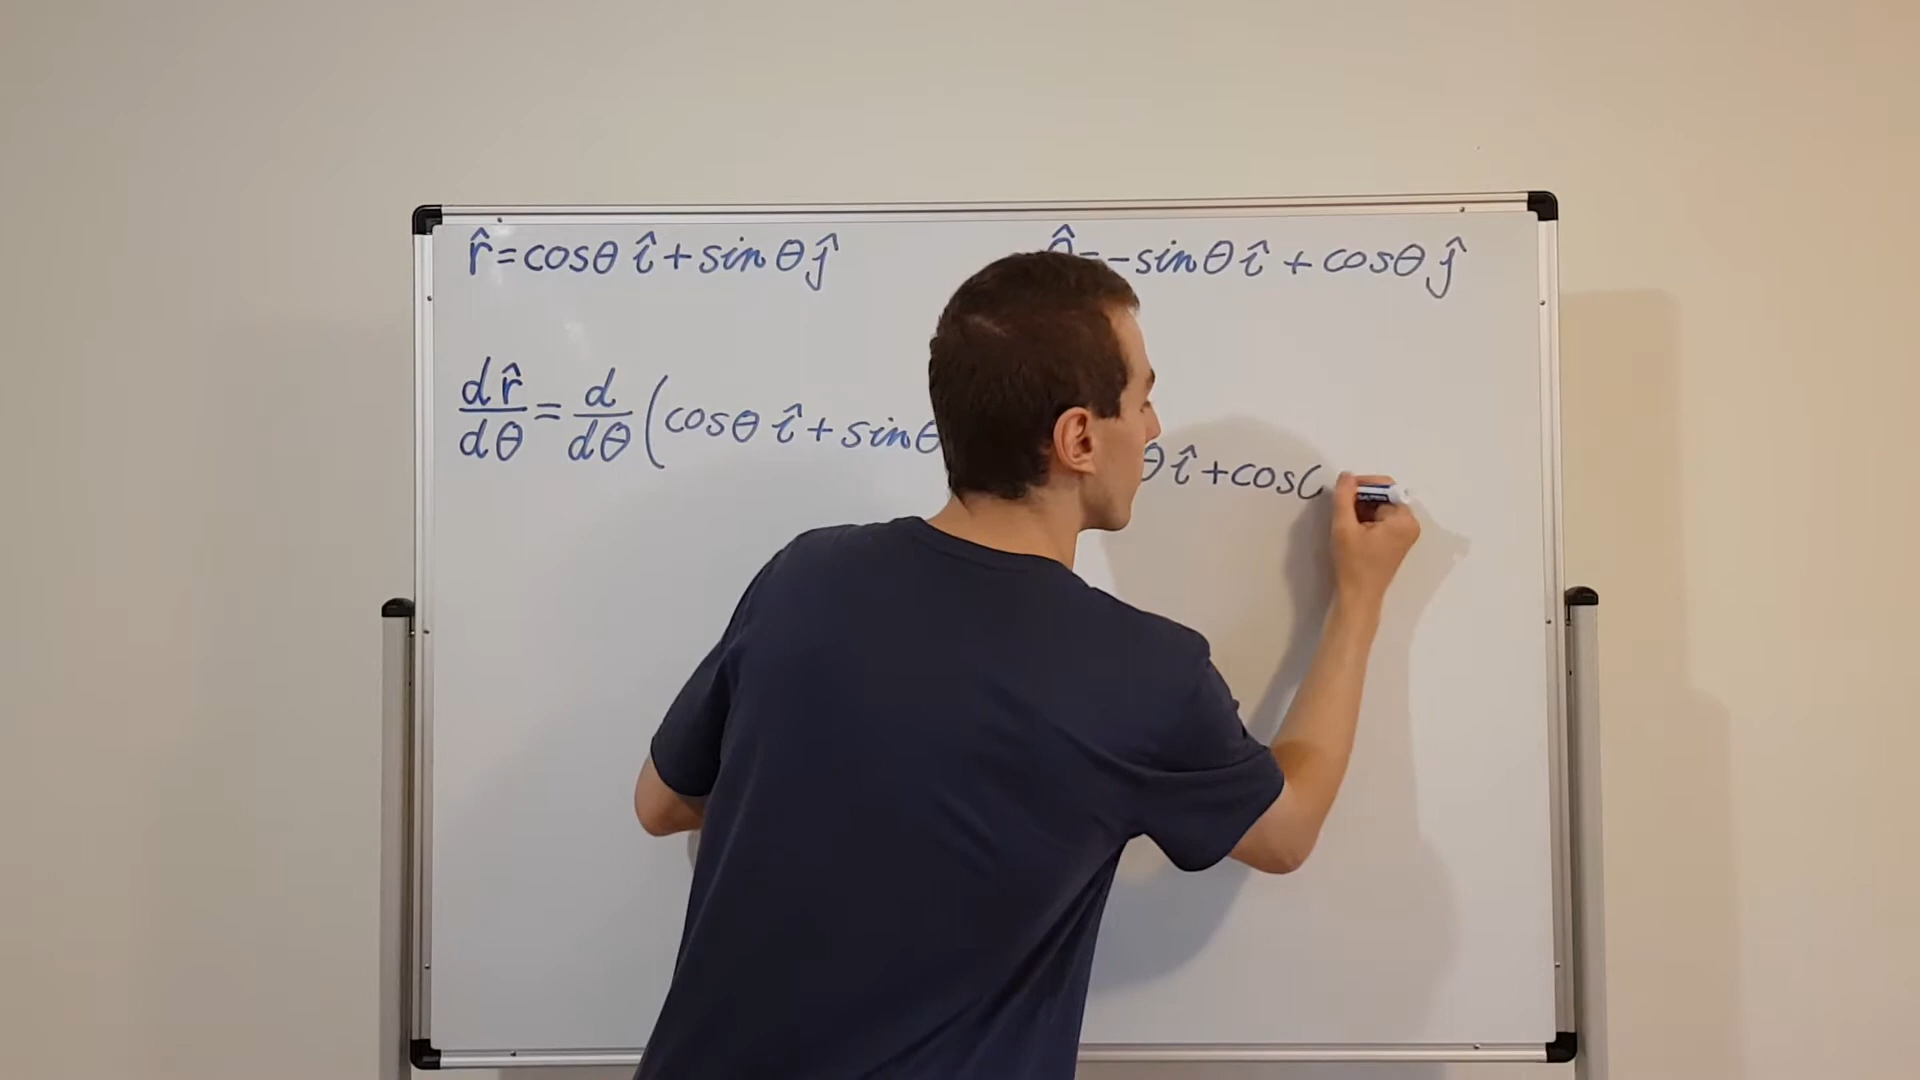 r̂=cosθ î+sinθ ĵ
θ̂=-sinθ î + cosθ ĵ
dr̂/dθ = d/dθ (cosθ î + sinθ
θ î+cos